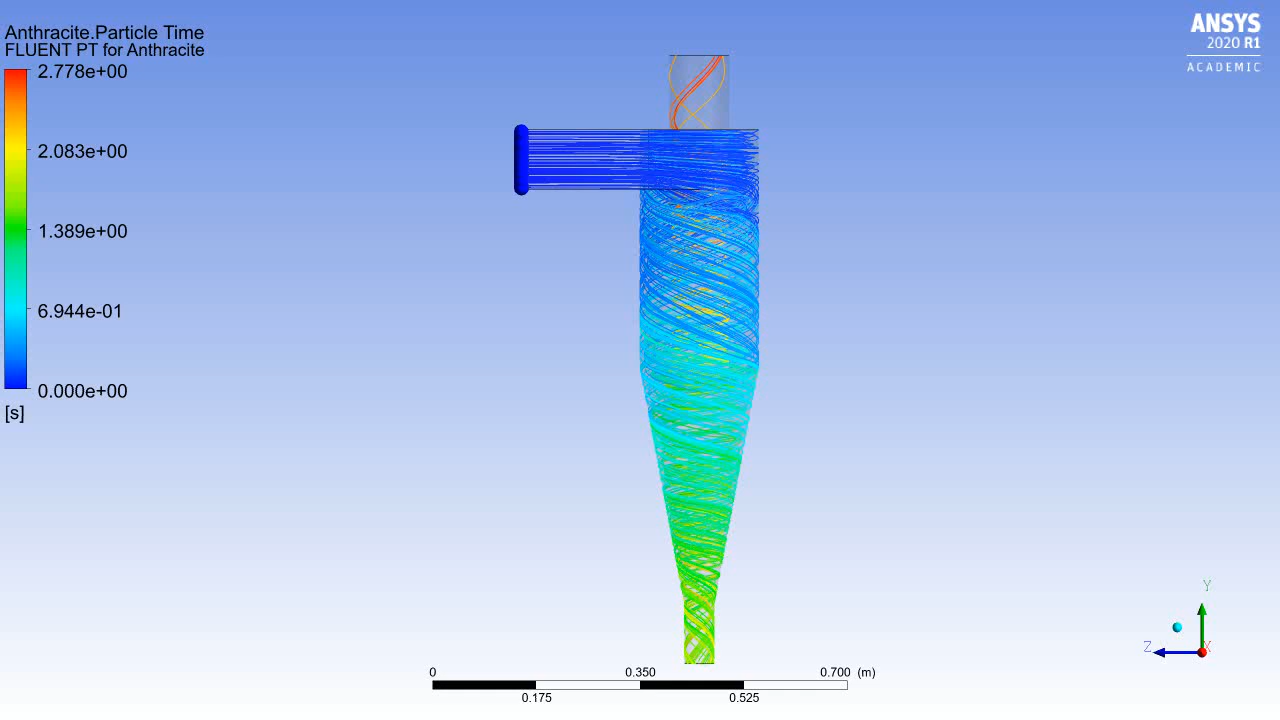 Anthracite.Particle Time
FLUENT PT for Anthracite
2.778e+00
2.083e+00
1.389e+00
6.944e-01
0.000e+00
[s]
ANSYS
2020 R1
ACADEMIC
Y
Z
X
0 0.350 0.700 (m)
0.175 0.525